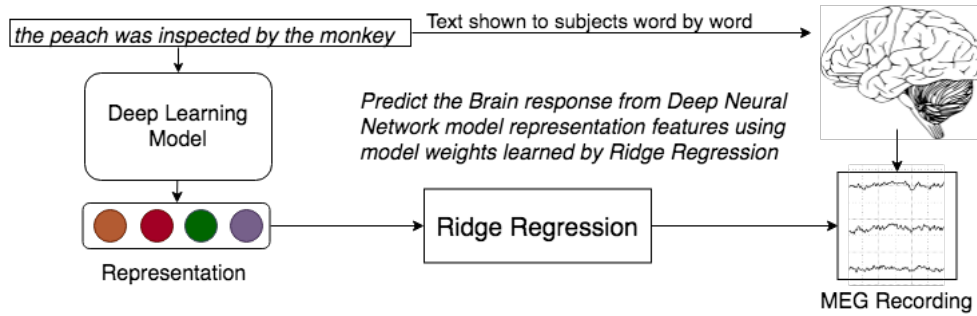 Text shown to subjects word by word
the peach was inspected by the monkey
Deep Learning
Model
Predict the Brain response from Deep Neural
Network model representation features using
model weights learned by Ridge Regression
Ridge Regression
Representation
MEG Recording